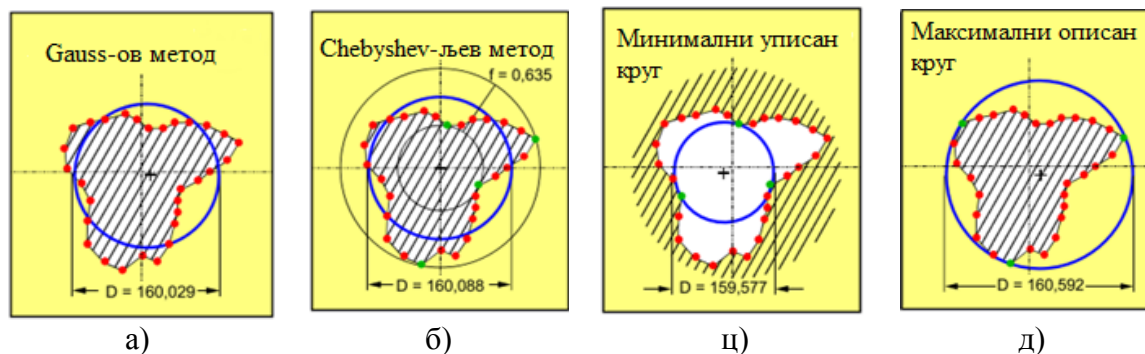 Gauss-ов метод
D = 160,029
а)
Chebyshev-љев метод
f = 0,635
D = 160,088
б)
Минимални уписан
круг
D = 159,577
ц)
Максимални описан
круг
D = 160,592
д)